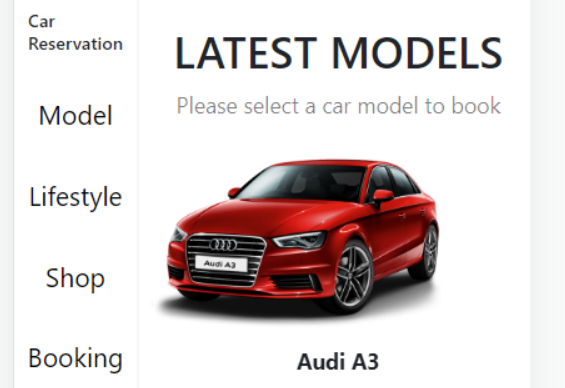 Car
Reservation
Model
Lifestyle
Shop
Booking
LATEST MODELS
Please select a car model to book
Audi A3
Audi A3